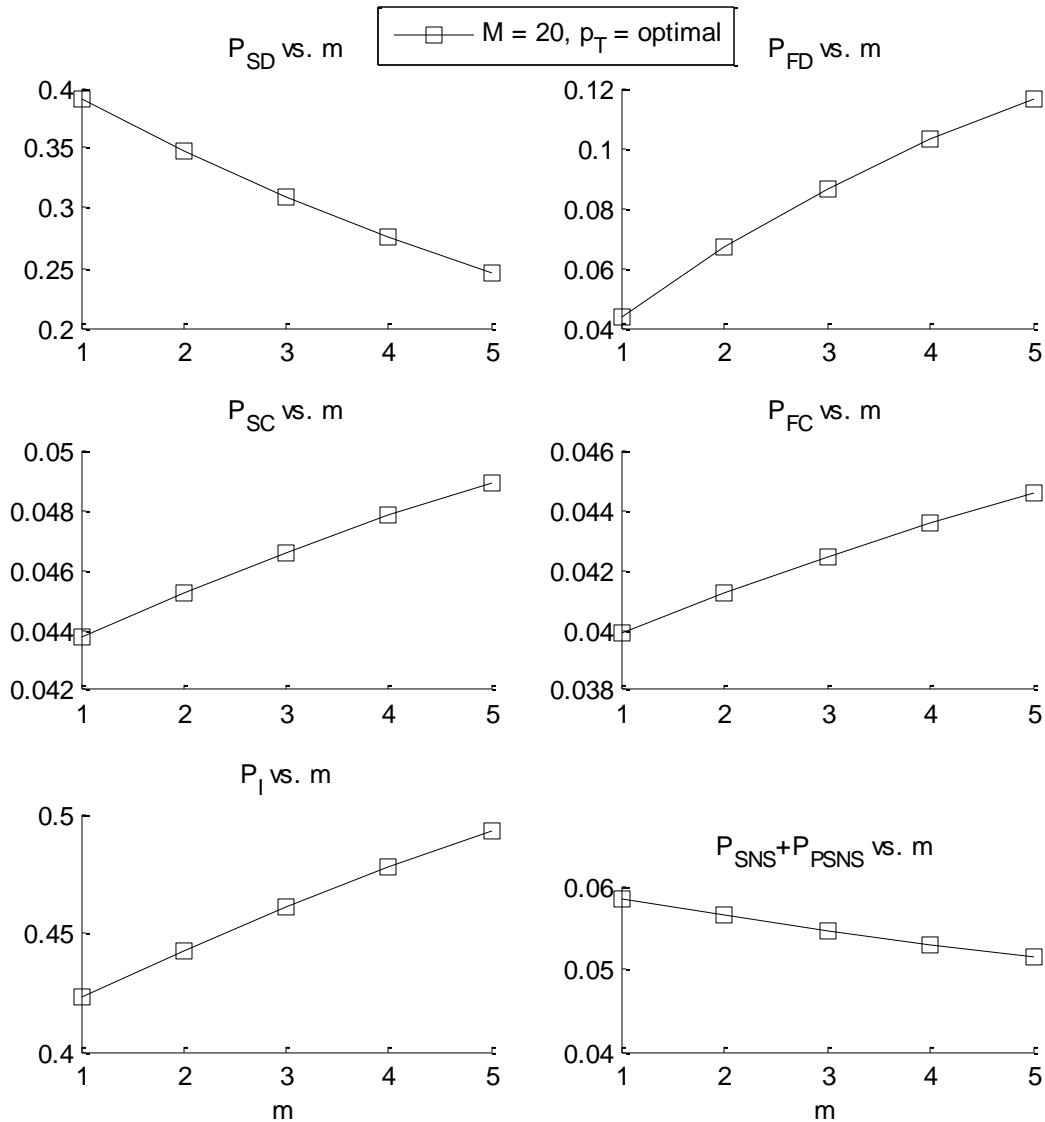 M = 20, p_T = optimal
P_SD vs. m
0.4
0.35
0.3
0.25
0.2
1 2 3 4 5
P_FD vs. m
0.12
0.1
0.08
0.06
0.04
1 2 3 4 5
P_SC vs. m
0.05
0.048
0.046
0.044
0.042
1 2 3 4 5
P_FC vs. m
0.046
0.044
0.042
0.04
0.038
1 2 3 4 5
P_I vs. m
0.5
0.45
0.4
1 2 3 4 5
m
P_SNS+P_PSNS vs. m
0.06
0.05
0.04
1 2 3 4 5
m